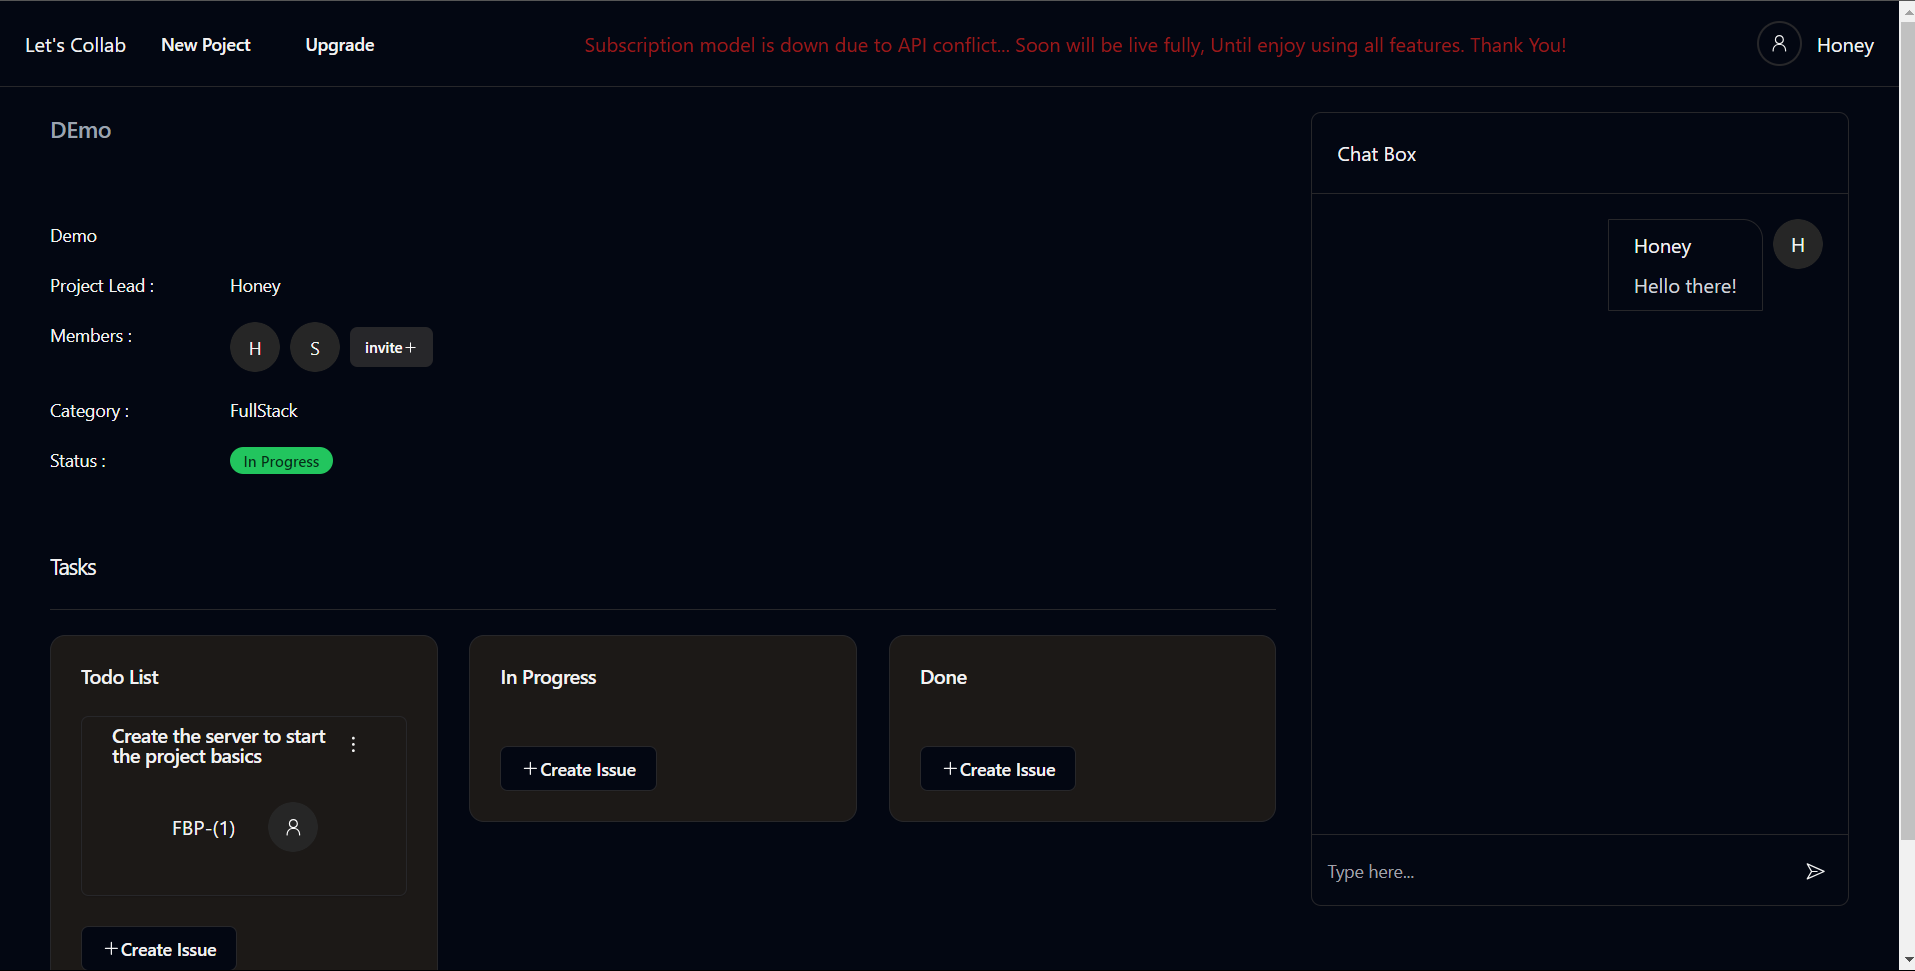 Let's Collab New Poject Upgrade Subscription model is down due to API conflict... Soon will be live fully, Until enjoy using all features. Thank You! Honey
DEmo
Demo
Project Lead : Honey
Members : H S invite+
Category : FullStack
Status : In Progress
Tasks
Todo List
Create the server to start
the project basics
FBP-(1)
+Create Issue
In Progress
+Create Issue
Done
+Create Issue
Chat Box
Honey H
Hello there!
Type here...